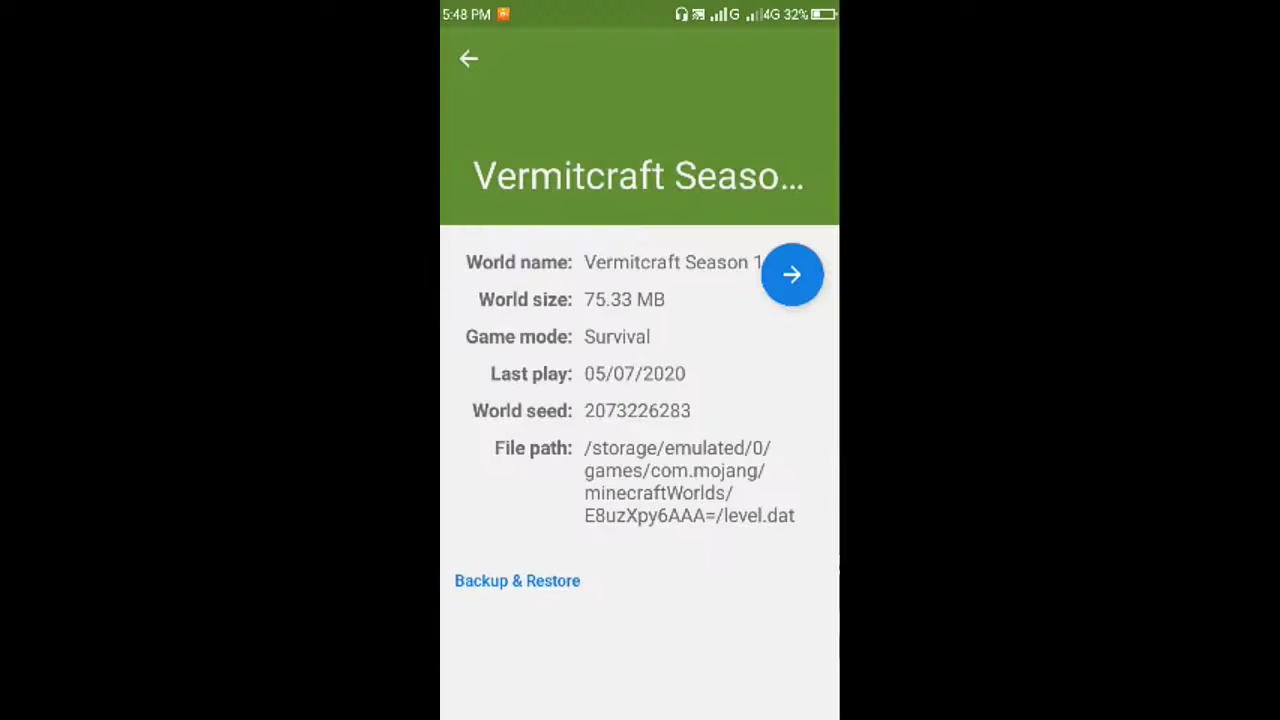 5:48 PM G 4G 32%
Vermitcraft Seaso...
World name: Vermitcraft Season 1
World size: 75.33 MB
Game mode: Survival
Last play: 05/07/2020
World seed: 2073226283
File path: /storage/emulated/0/
games/com.mojang/
minecraftWorlds/
E8uzXpy6AAA=/level.dat
Backup & Restore